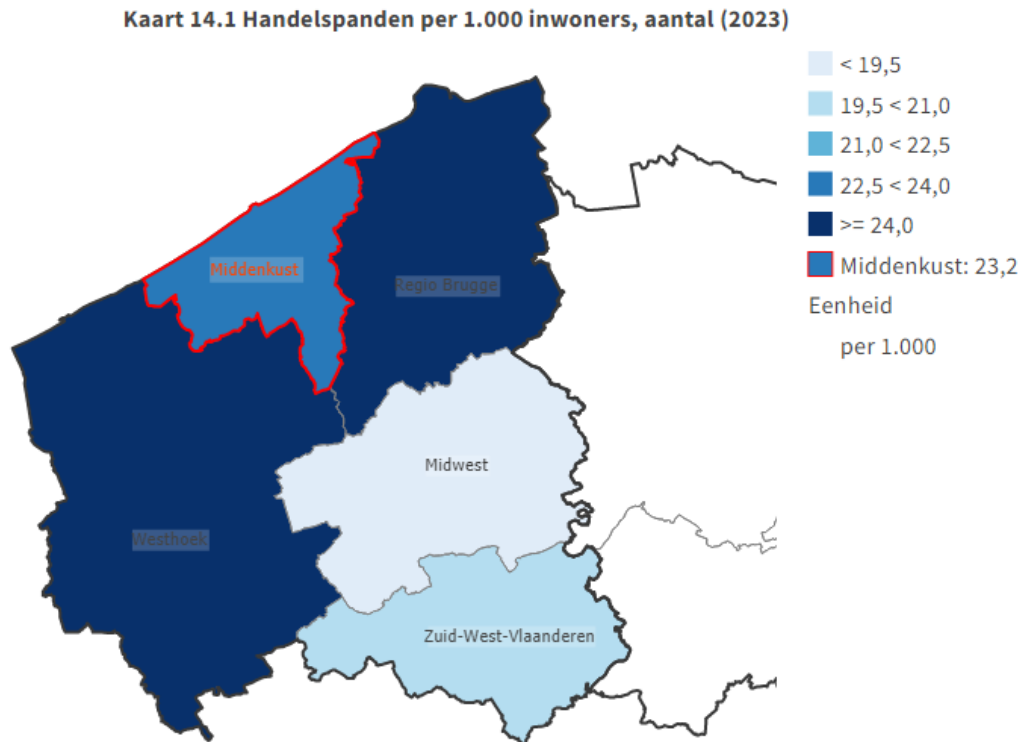 Kaart 14.1 Handelspanden per 1.000 inwoners, aantal (2023)
< 19,5
19,5 < 21,0
21,0 < 22,5
22,5 < 24,0
>= 24,0
Middenkust: 23,2
Eenheid
per 1.000
Middenkust
Regio Brugge
Midwest
Westhoek
Zuid-West-Vlaanderen